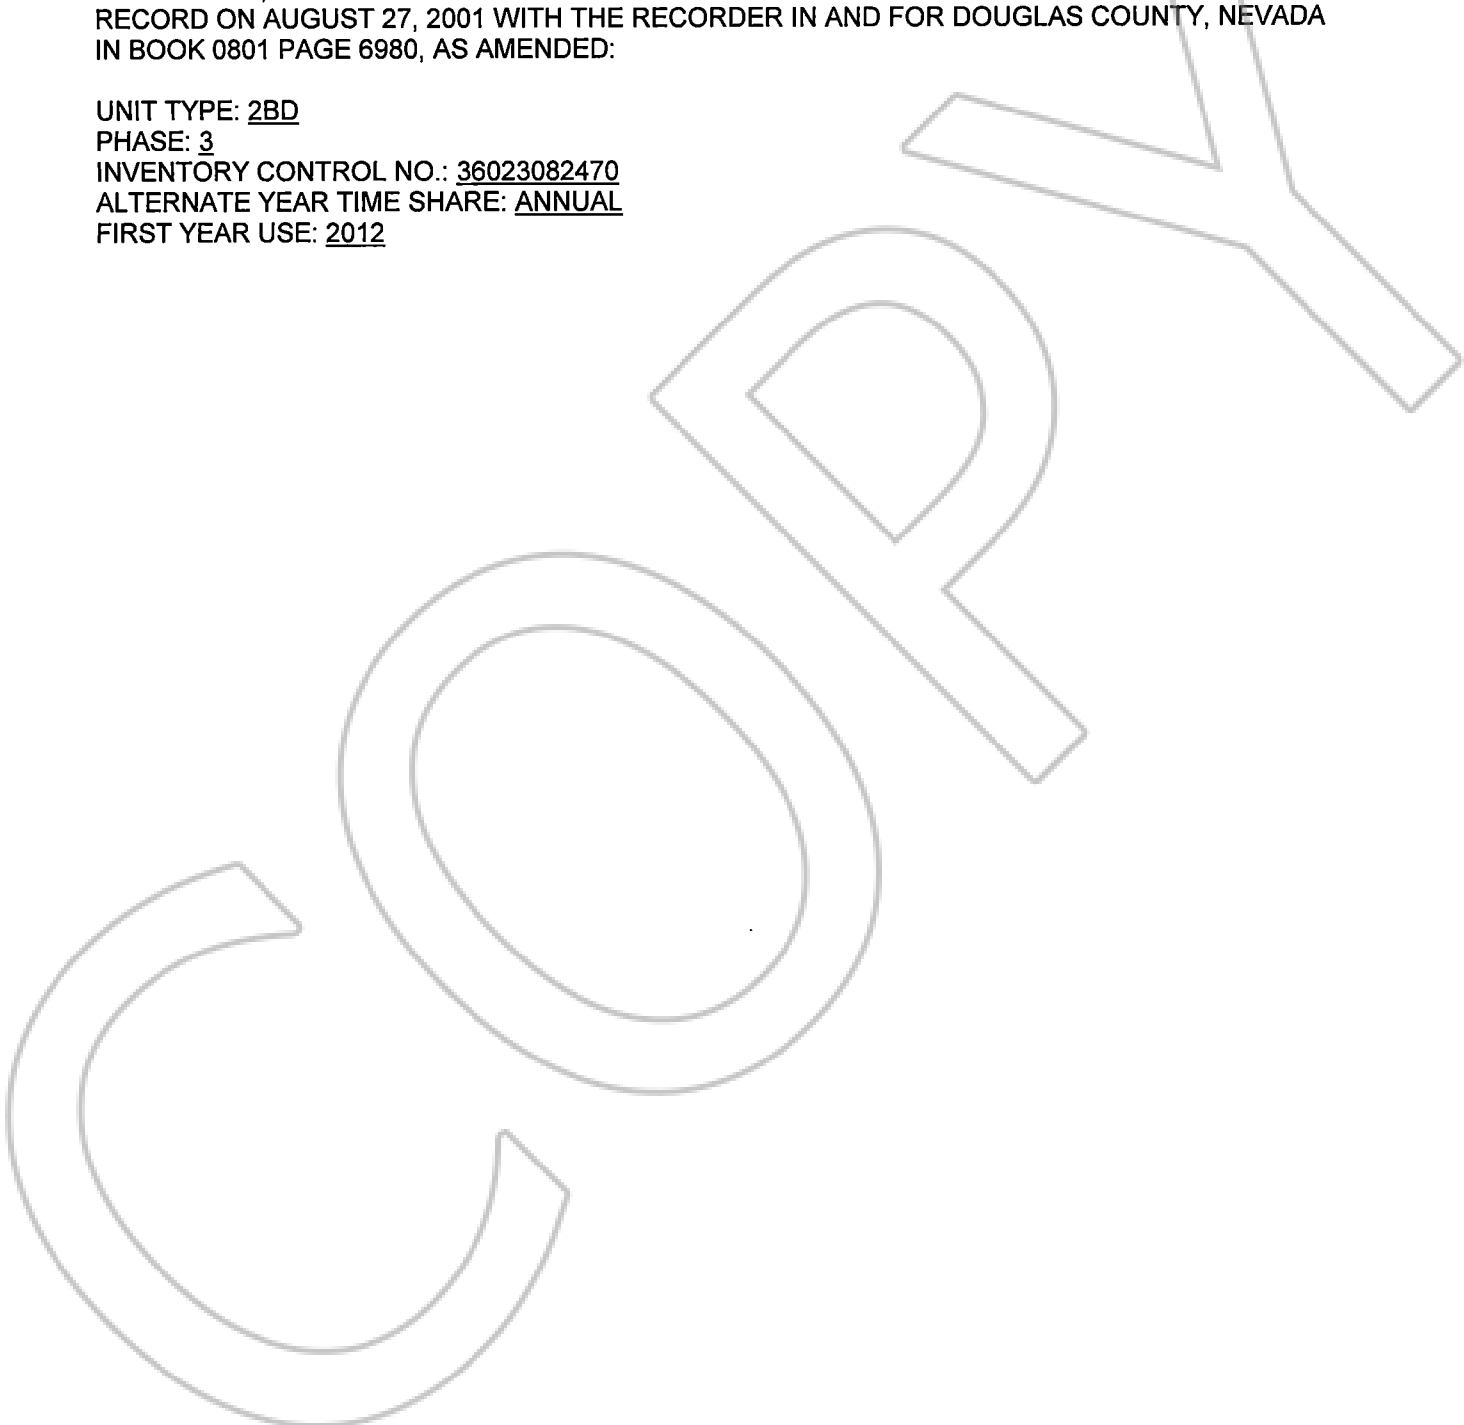 RECORD ON AUGUST 27, 2001 WITH THE RECORDER IN AND FOR DOUGLAS COUNTY, NEVADA
IN BOOK 0801 PAGE 6980, AS AMENDED:
UNIT TYPE: 2BD
PHASE: 3
INVENTORY CONTROL NO.: 36023082470
ALTERNATE YEAR TIME SHARE: ANNUAL
FIRST YEAR USE: 2012
COPY